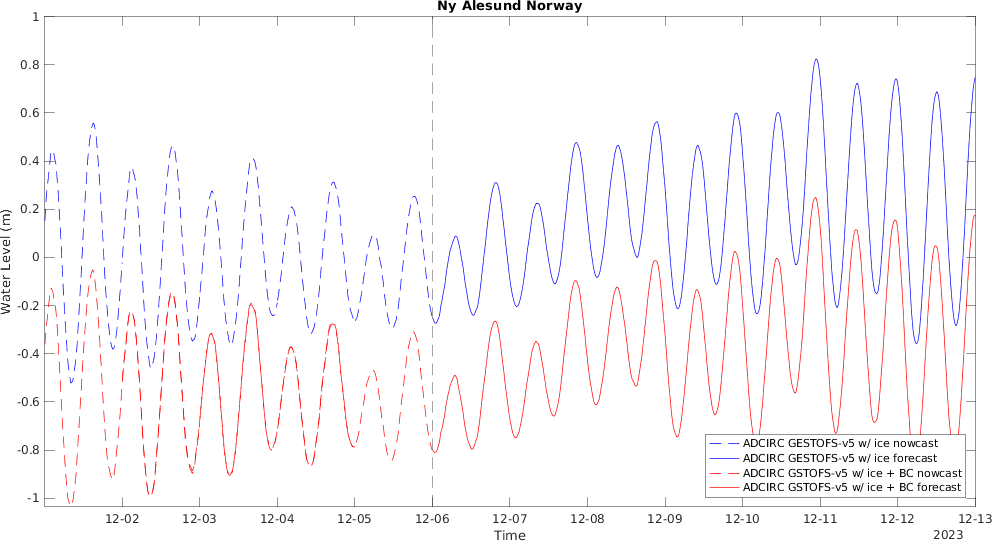 Ny Alesund Norway
1
0.8
0.6
0.4
0.2
0
-0.2
-0.4
-0.6
-0.8
-1
Water Level (m)
12-02 12-03 12-04 12-05 12-06 12-07 12-08 12-09 12-10 12-11 12-12 12-13
Time
2023
ADCIRC GESTOFS-v5 w/ ice nowcast
ADCIRC GESTOFS-v5 w/ ice forecast
ADCIRC GSTOFS-v5 w/ ice + BC nowcast
ADCIRC GSTOFS-v5 w/ ice + BC forecast